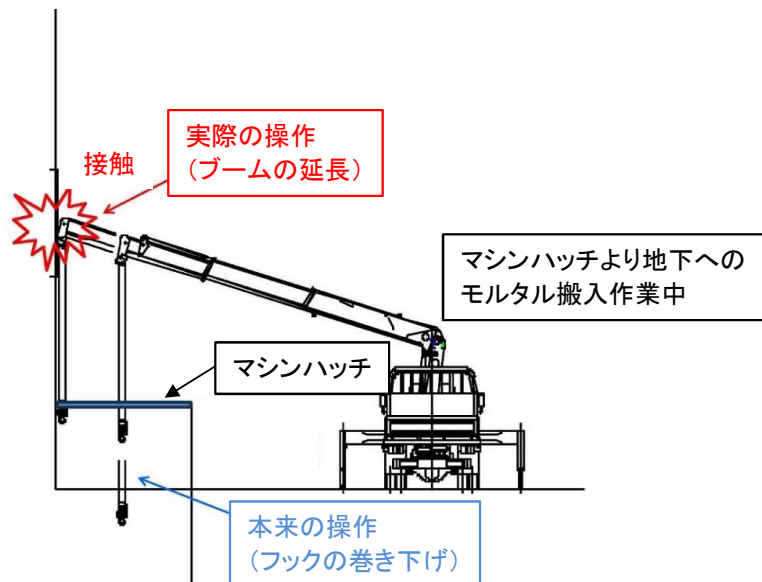 実際の操作
（ブームの延長）
接触
マシンハッチより地下への
モルタル搬入作業中
マシンハッチ
本来の操作
（フックの巻き下げ）